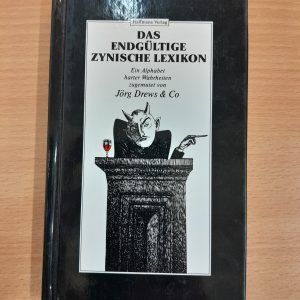 Haffmans Verlag
DAS
ENDGÜLTIGE
ZYNISCHE LEXIKON
Ein Alphabet
harter Wahrheiten
zugemutet von
Jörg Drews & Co